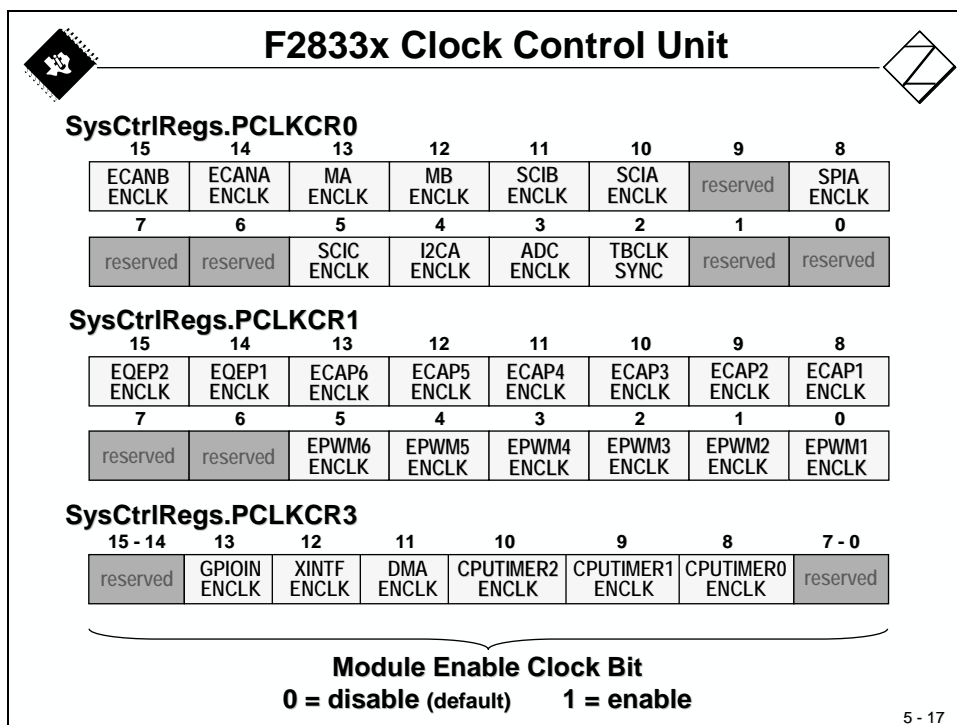 F2833x Clock Control Unit
SysCtrlRegs.PCLKCR0
15 14 13 12 11 10 9 8
ECANB ENCLK ECANA ENCLK MA ENCLK MB ENCLK SCIB ENCLK SCIA ENCLK reserved SPIA ENCLK
7 6 5 4 3 2 1 0
reserved reserved SCIC ENCLK I2CA ENCLK ADC ENCLK TBCLK SYNC reserved reserved
SysCtrlRegs.PCLKCR1
15 14 13 12 11 10 9 8
EQEP2 ENCLK EQEP1 ENCLK ECAP6 ENCLK ECAP5 ENCLK ECAP4 ENCLK ECAP3 ENCLK ECAP2 ENCLK ECAP1 ENCLK
7 6 5 4 3 2 1 0
reserved reserved EPWM6 ENCLK EPWM5 ENCLK EPWM4 ENCLK EPWM3 ENCLK EPWM2 ENCLK EPWM1 ENCLK
SysCtrlRegs.PCLKCR3
15 - 14 13 12 11 10 9 8 7 - 0
reserved GPIOIN ENCLK XINTF ENCLK DMA ENCLK CPUTIMER2 ENCLK CPUTIMER1 ENCLK CPUTIMER0 ENCLK reserved
Module Enable Clock Bit
0 = disable (default) 1 = enable
5 - 17